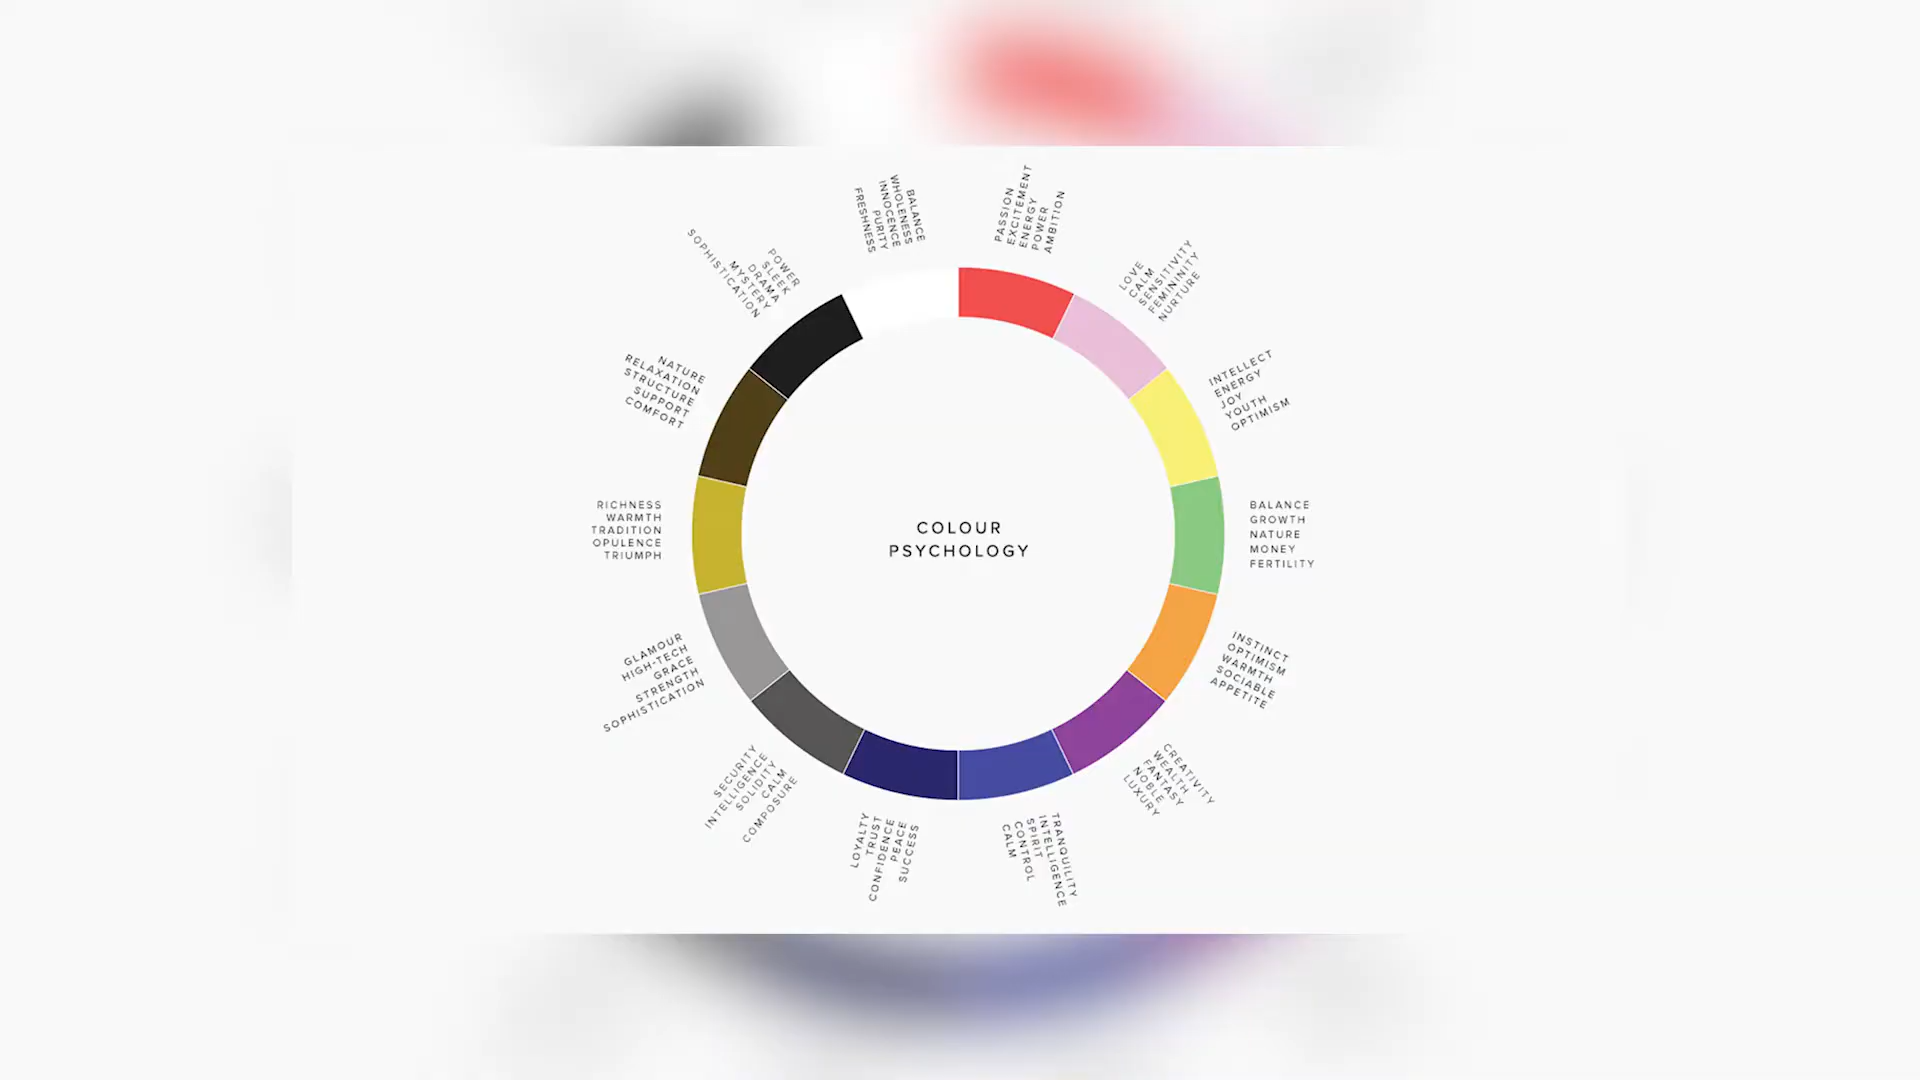 COLOUR
PSYCHOLOGY
PASSION
EXCITEMENT
ENERGY
POWER
AMBITION
LOVE
CALM
SENSITIVITY
FEMININITY
NURTURE
INTELLECT
ENERGY
JOY
YOUTH
OPTIMISM
BALANCE
GROWTH
NATURE
MONEY
FERTILITY
INSTINCT
OPTIMISM
WARMTH
SOCIABLE
APPETITE
CREATIVITY
WEALTH
FANTASY
NOBLE
LUXURY
TRANQUILITY
INTELLIGENCE
SPIRIT
CONTROL
CALM
LOYALTY
TRUST
CONFIDENCE
PEACE
SUCCESS
SECURITY
INTELLIGENCE
SOLIDITY
CALM
COMPOSURE
GLAMOUR
HIGH-TECH
GRACE
STRENGTH
SOPHISTICATION
RICHNESS
WARMTH
TRADITION
OPULENCE
TRIUMPH
NATURE
RELAXATION
STRUCTURE
SUPPORT
COMFORT
POWER
SLEEK
DRAMA
MYSTERY
SOPHISTICATION
BALANCE
WHOLENESS
INNOCENCE
PURITY
FRESHNESS